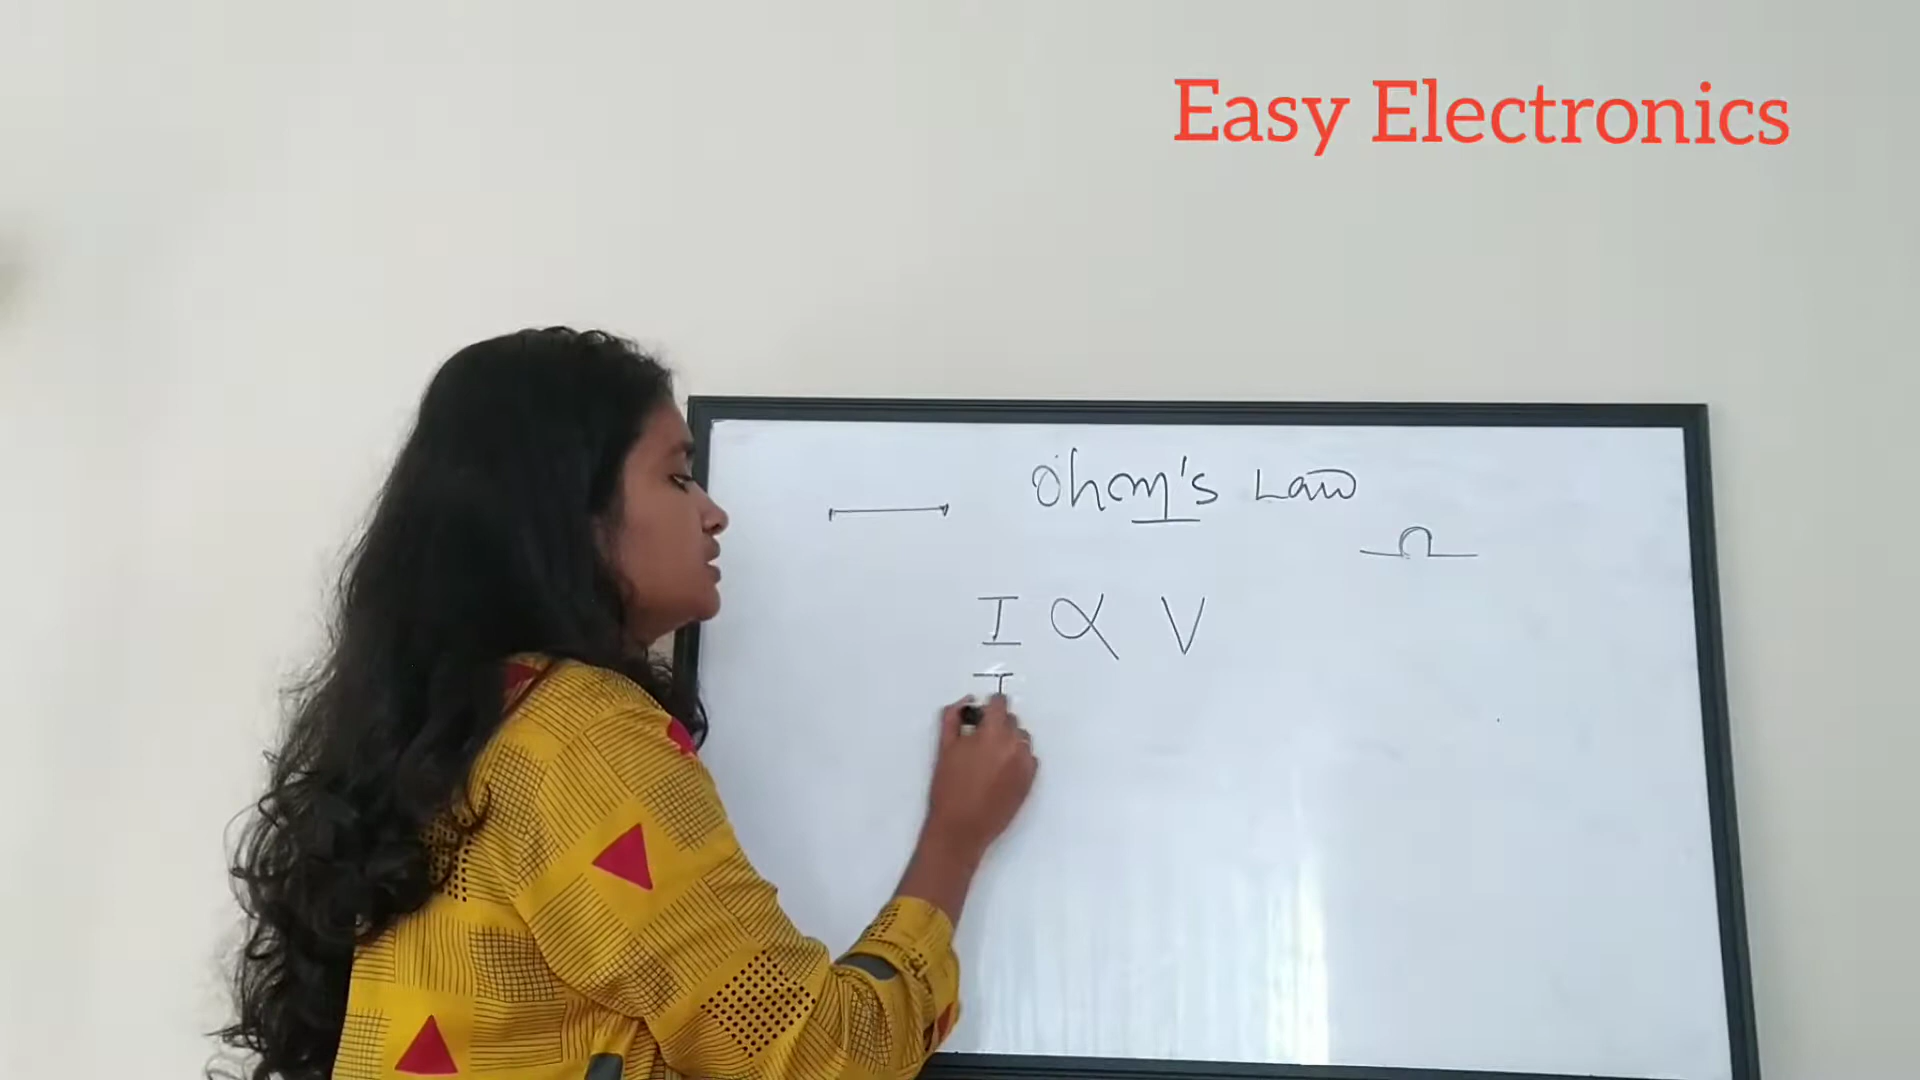 Easy Electronics
Ohm's Law
Ω
I ∝ V
I